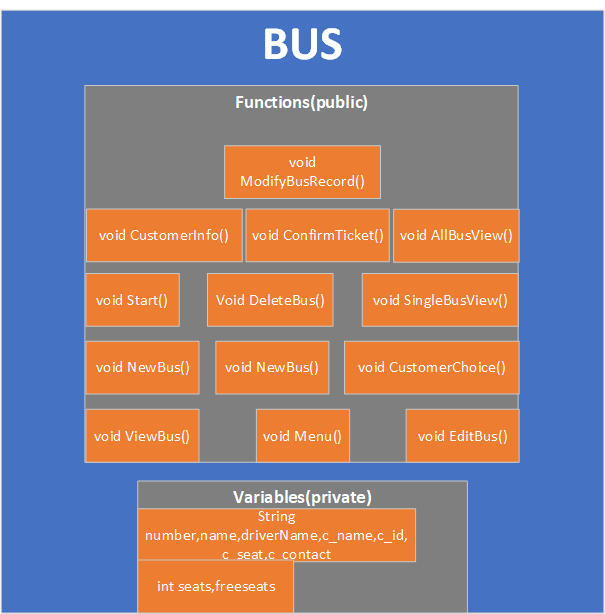 BUS
Functions(public)
void
ModifyBusRecord()
void CustomerInfo()
void ConfirmTicket()
void AllBusView()
void Start()
Void DeleteBus()
void SingleBusView()
void NewBus()
void NewBus()
void CustomerChoice()
void ViewBus()
void Menu()
void EditBus()
Variables(private)
String
number,name,driverName,c_name,c_id,
c_seat,c_contact
int seats,freeseats